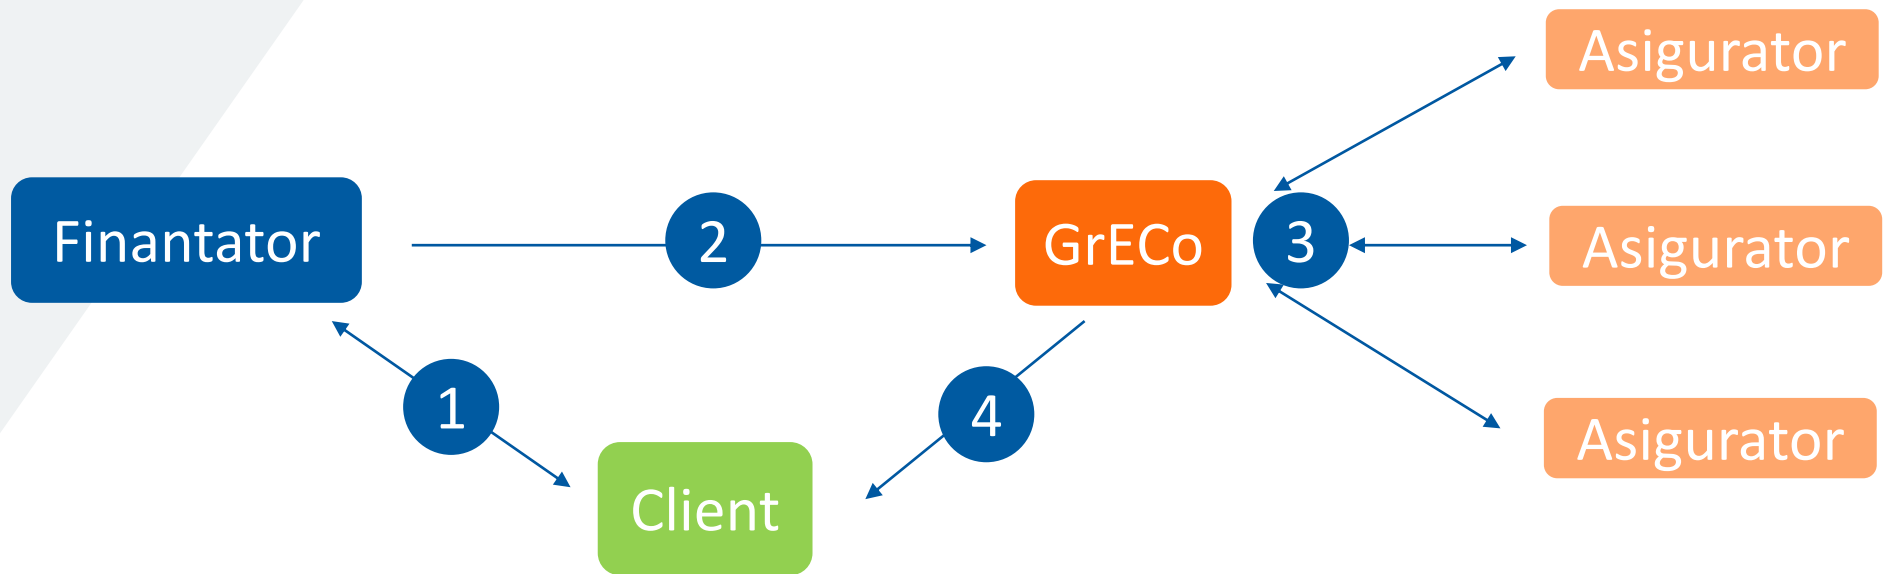 Asigurator
Finantator
2
GrECo
3
Asigurator
1
4
Asigurator
Client